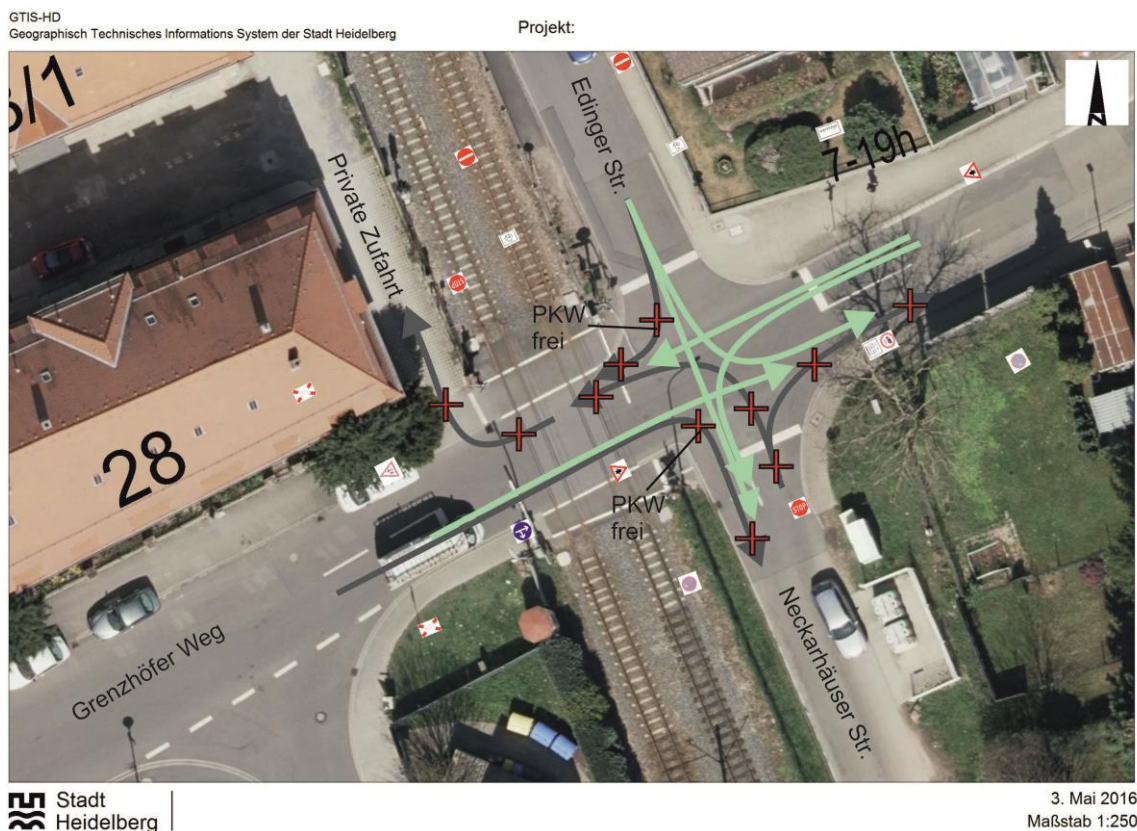 GTIS-HD
Geographisch Technisches Informations System der Stadt Heidelberg
Projekt:
3/1
Edinger Str.
7-19h
Private Zufahrt
PKW
frei
STOP
28
PKW
frei
STOP
Grenzhöfer Weg
Neckarhäuser Str.
Stadt
Heidelberg
3. Mai 2016
Maßstab 1:250